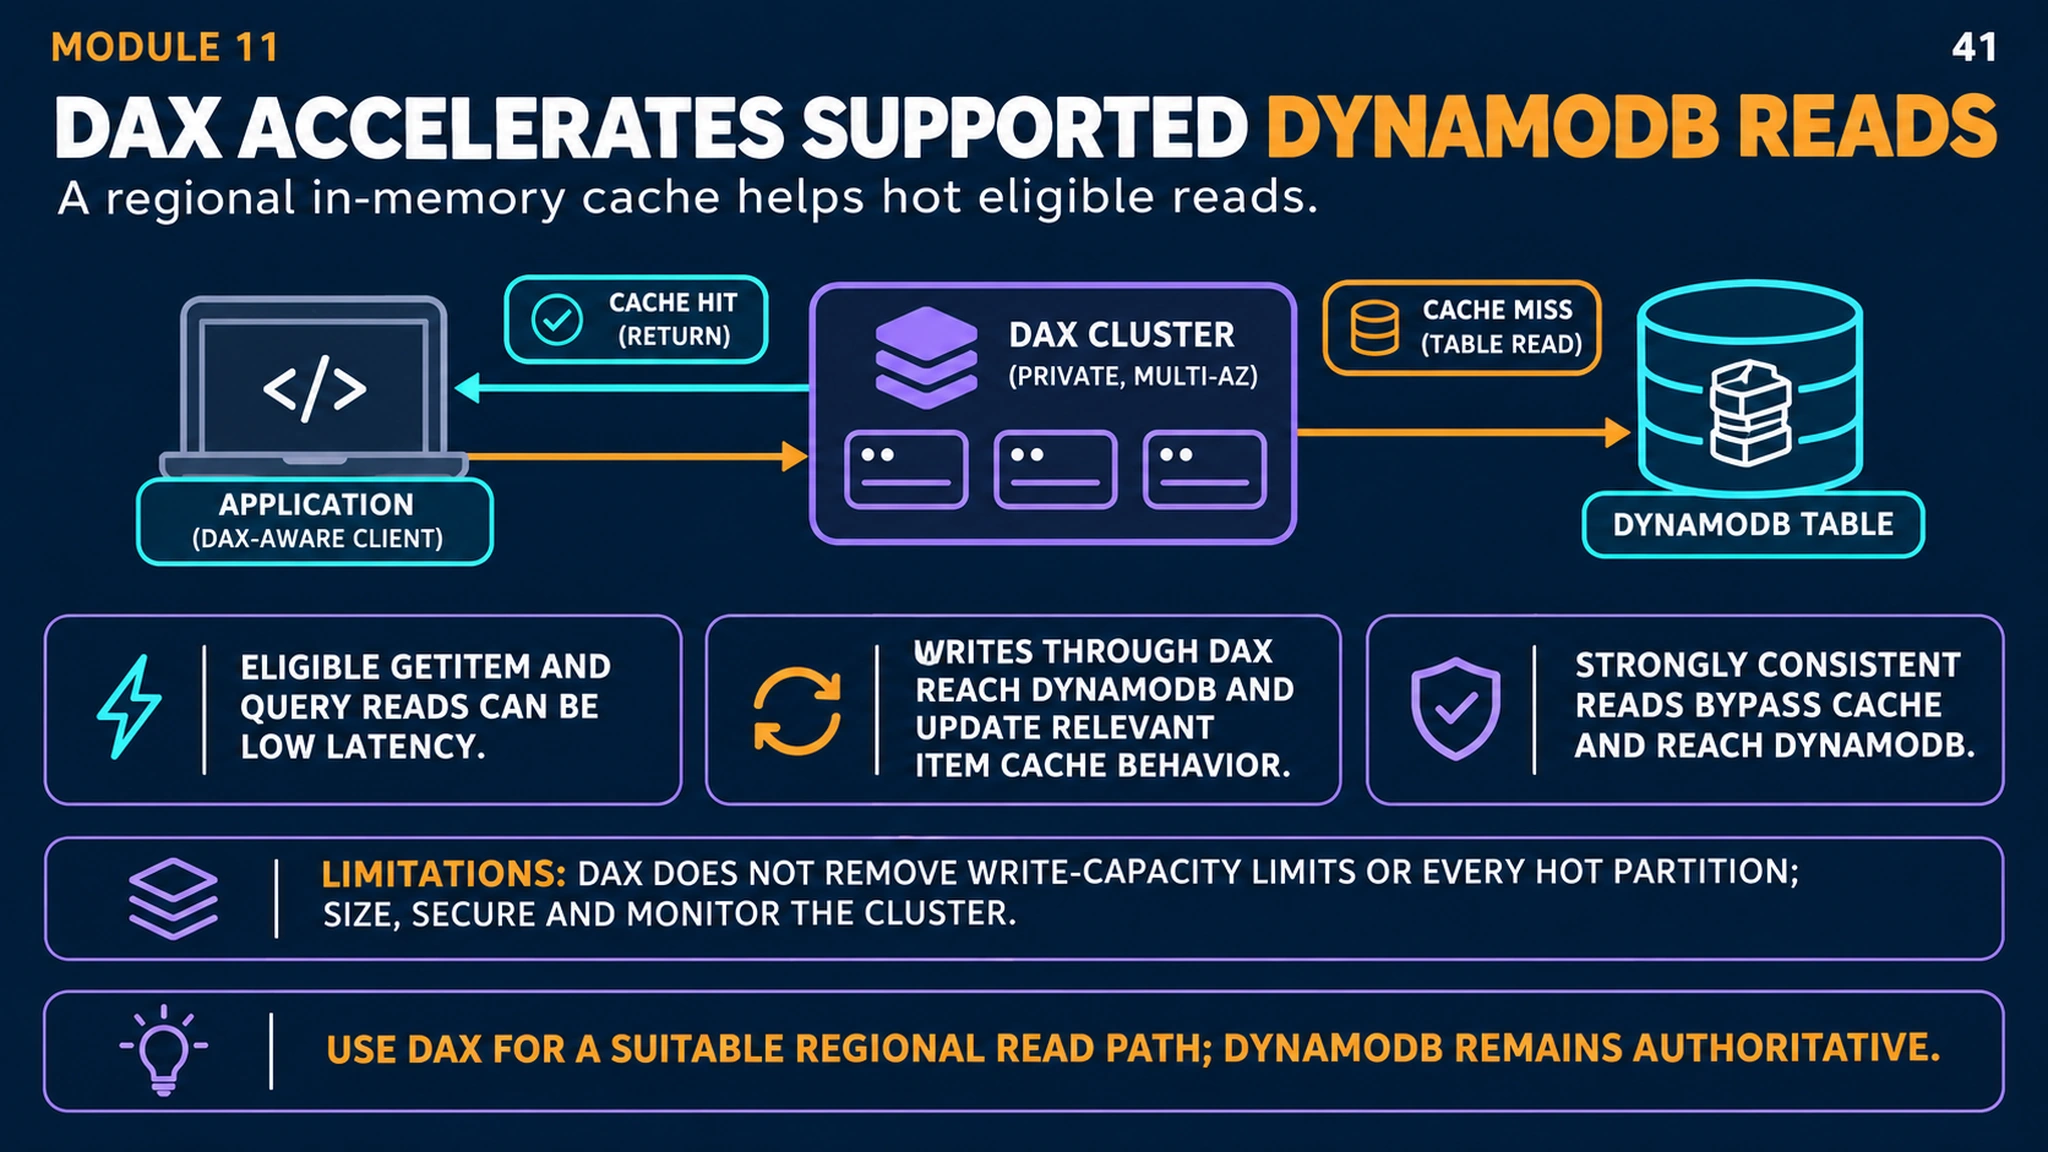 MODULE 11
41
DAX ACCELERATES SUPPORTED DYNAMODB READS
A regional in-memory cache helps hot eligible reads.
CACHE HIT
(RETURN)
DAX CLUSTER
(PRIVATE, MULTI-AZ)
CACHE MISS
(TABLE READ)
</>
APPLICATION
(DAX-AWARE CLIENT)
DYNAMODB TABLE
ELIGIBLE GETITEM AND
QUERY READS CAN BE
LOW LATENCY.
WRITES THROUGH DAX
REACH DYNAMODB AND
UPDATE RELEVANT
ITEM CACHE BEHAVIOR.
STRONGLY CONSISTENT
READS BYPASS CACHE
AND REACH DYNAMODB.
LIMITATIONS: DAX DOES NOT REMOVE WRITE-CAPACITY LIMITS OR EVERY HOT PARTITION;
SIZE, SECURE AND MONITOR THE CLUSTER.
USE DAX FOR A SUITABLE REGIONAL READ PATH; DYNAMODB REMAINS AUTHORITATIVE.